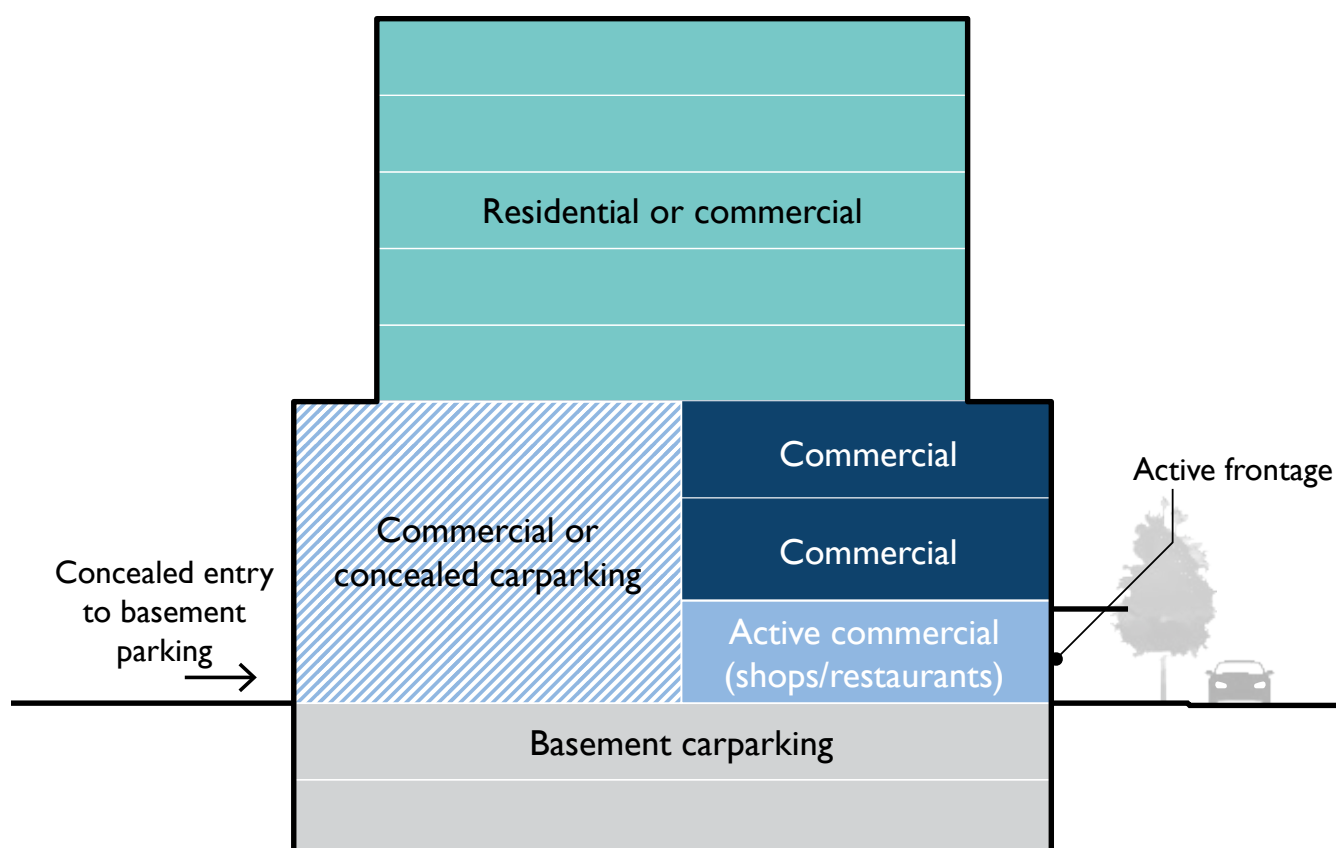 Residential or commercial
Commercial
Active frontage
Commercial or
concealed carparking
Commercial
Concealed entry
to basement
parking
Active commercial
(shops/restaurants)
Basement carparking